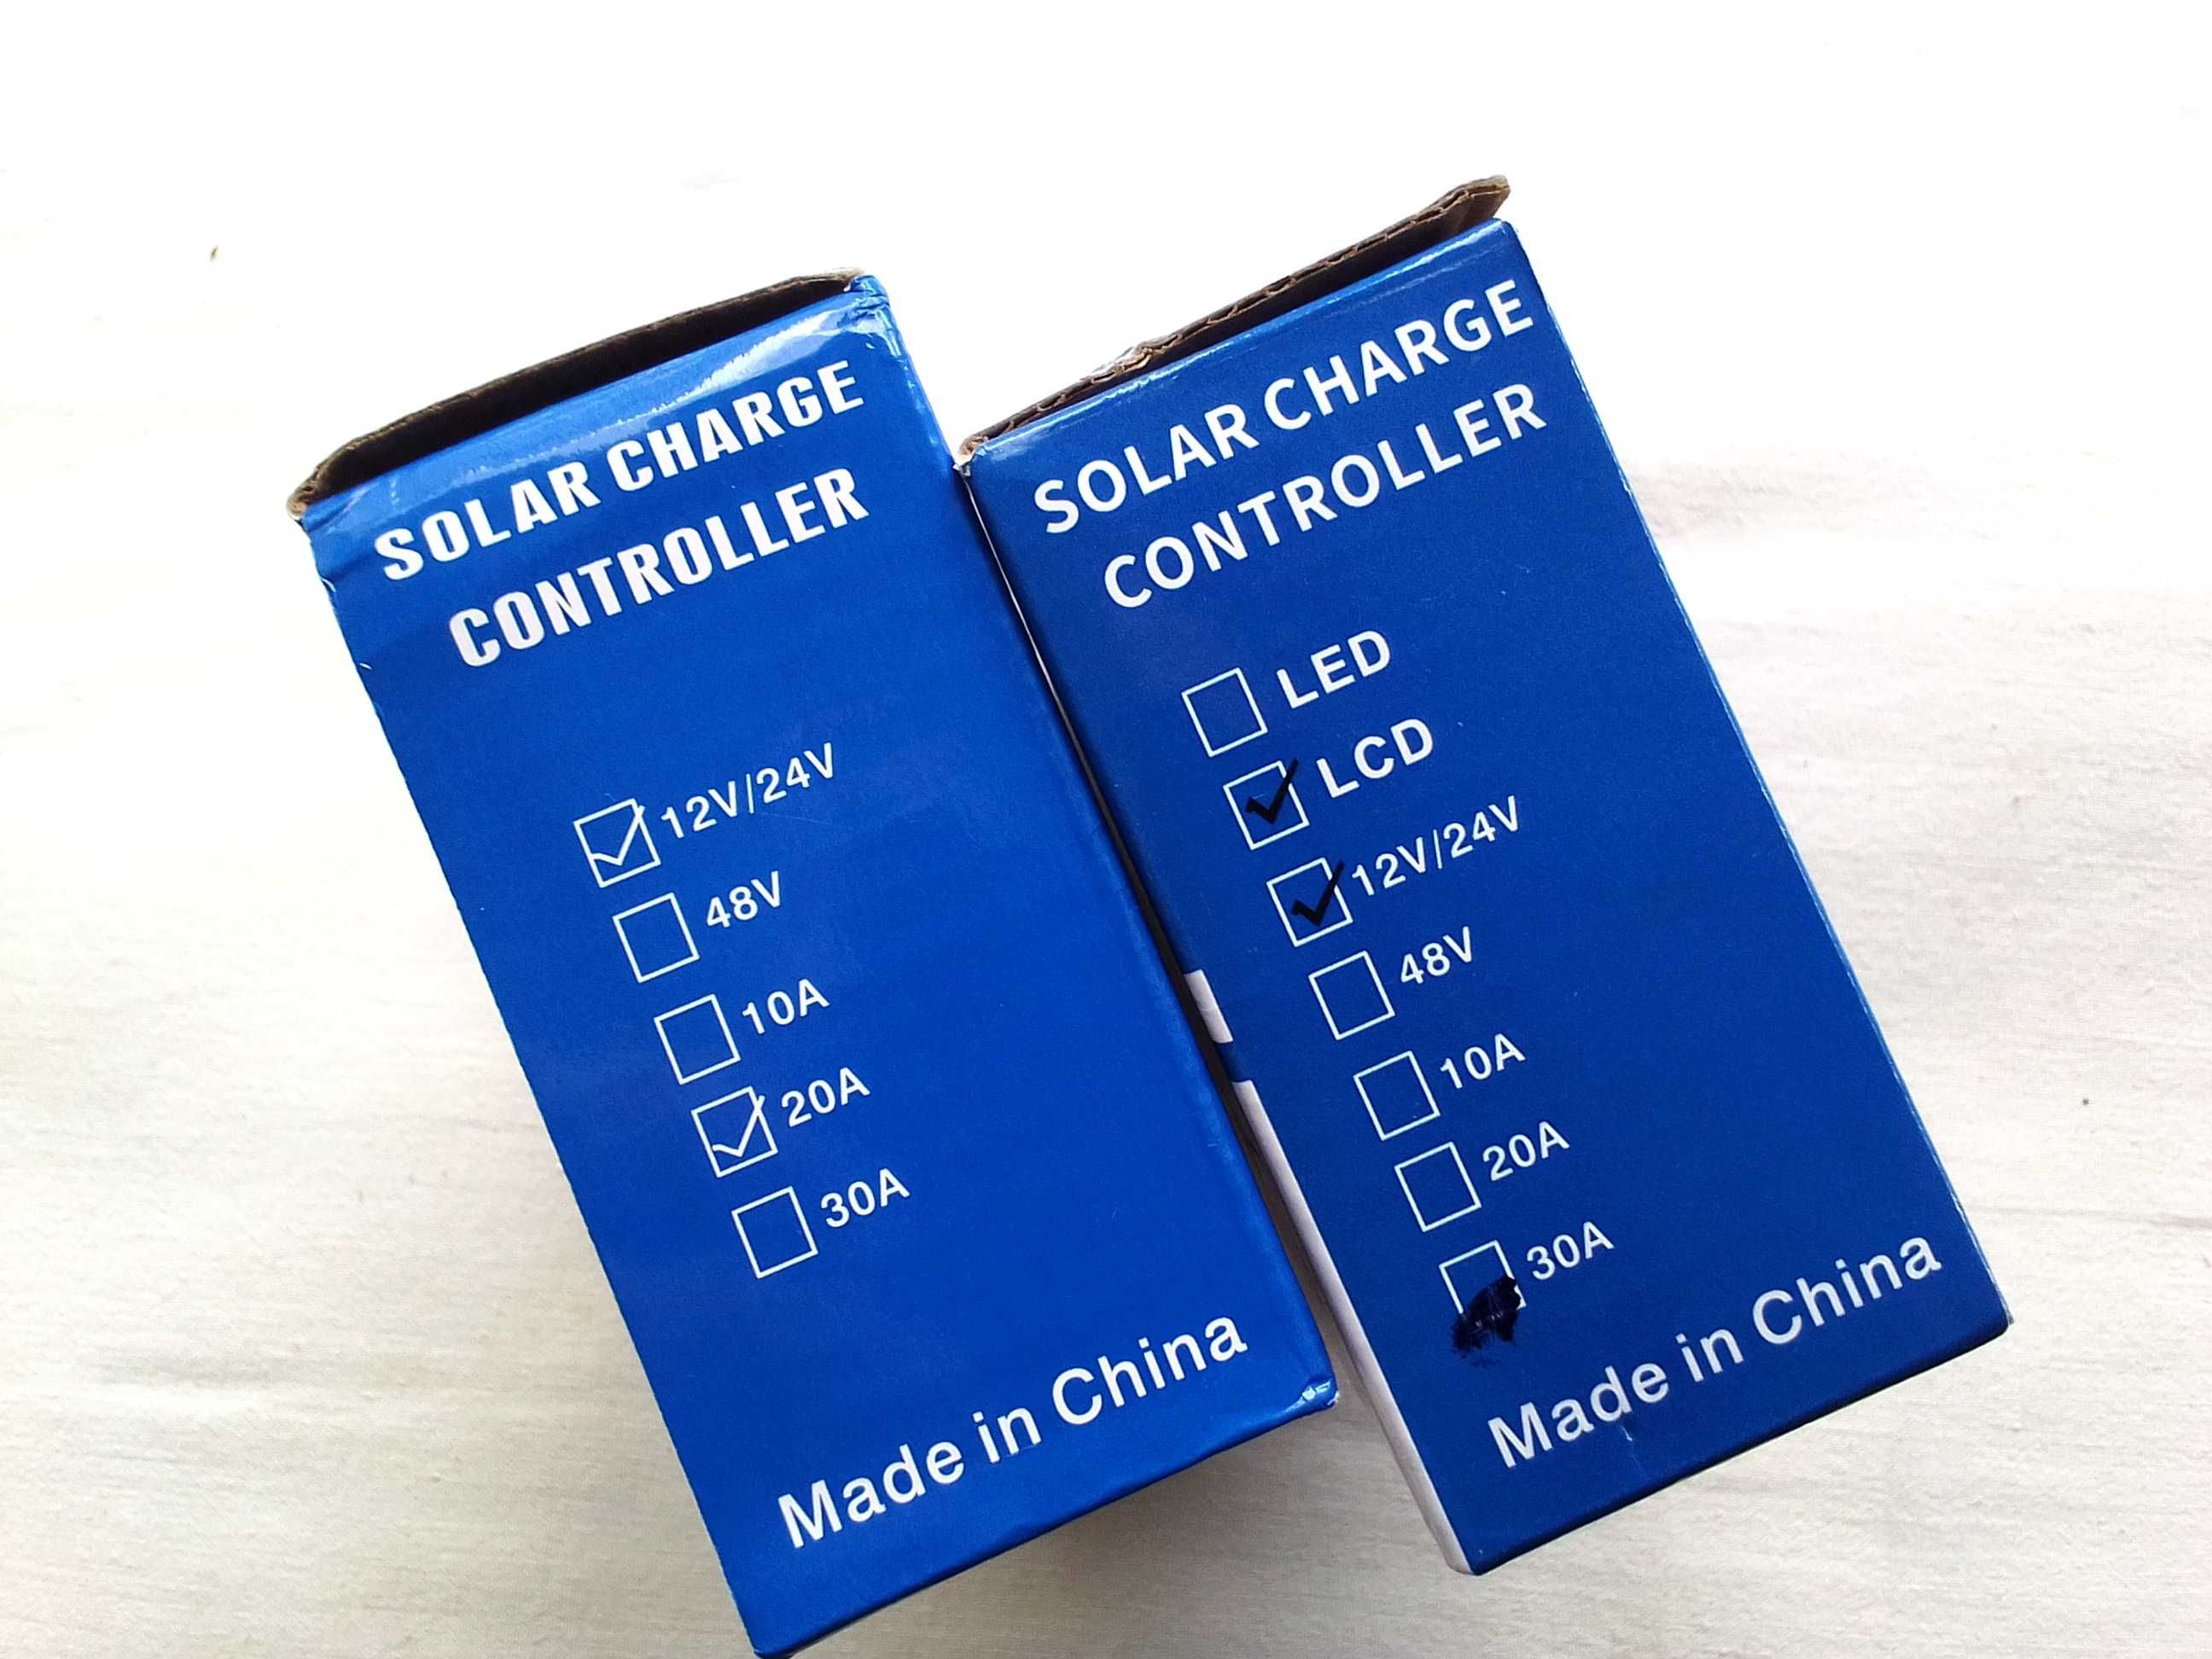 SOLAR CHARGE
CONTROLLER
12V/24V
48V
10A
20A
30A
Made in China
SOLAR CHARGE
CONTROLLER
LED
LCD
12V/24V
48V
10A
20A
30A
Made in China